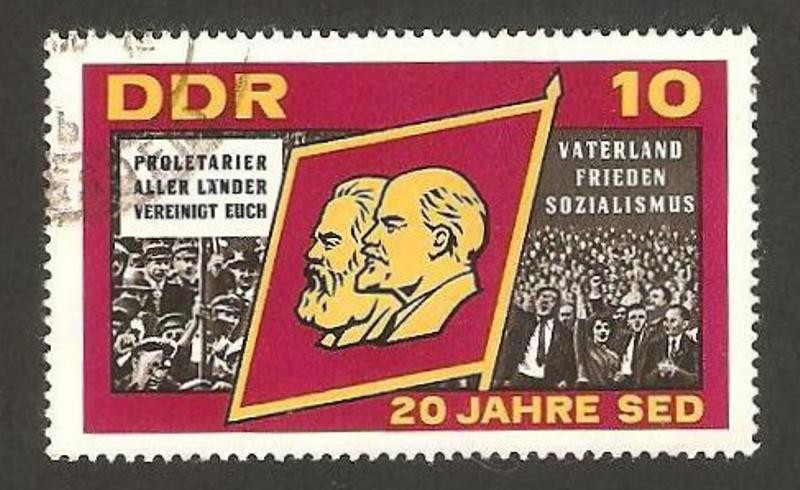 DDR
10
PROLETARIER
ALLER LÄNDER
VEREINIGT EUCH
VATERLAND
FRIEDEN
SOZIALISMUS
20 JAHRE SED